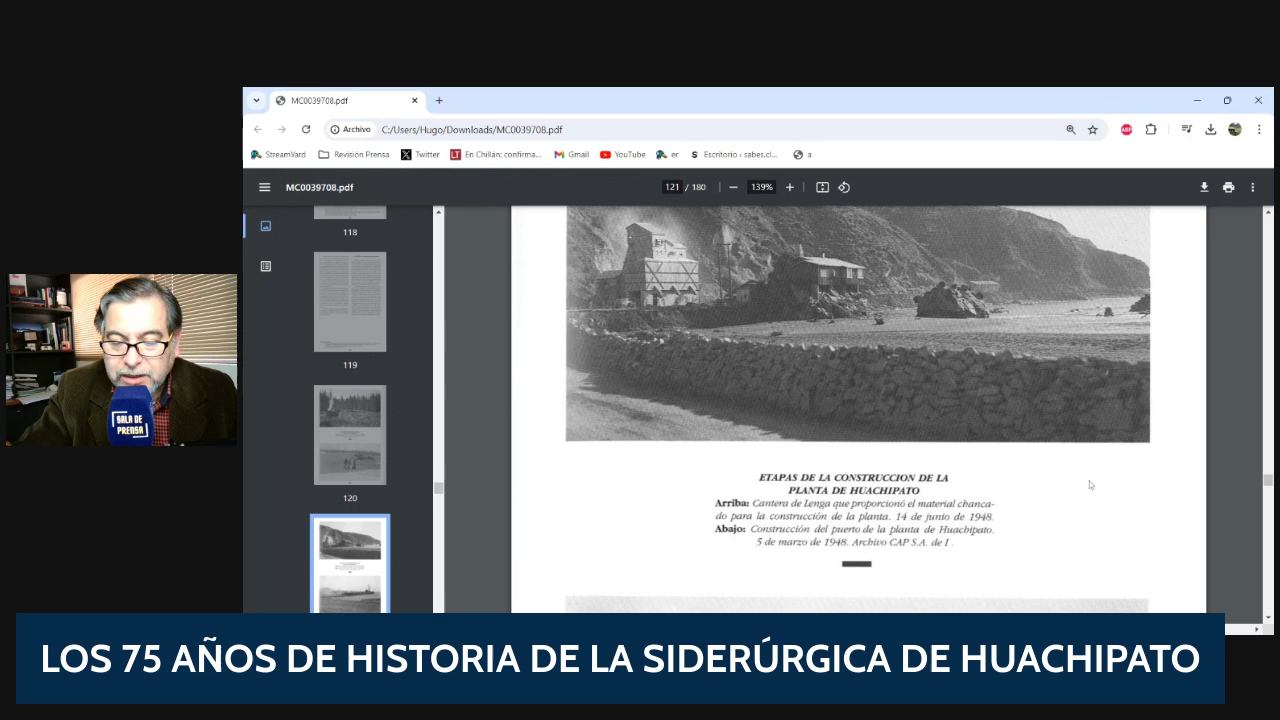 MC0039708.pdf
Archivo
C:/Users/Hugo/Downloads/MC0039708.pdf
ABP
StreamYard
Revisión Prensa
Twitter
LT En Chillán: confirma...
Gmail
YouTube
er
S Escritorio ‹ sabes.cl...
a
MC0039708.pdf
121 / 180
139%
118
119
120
SALA DE
PRENSA
ETAPAS DE LA CONSTRUCCION DE LA
PLANTA DE HUACHIPATO
Arriba: Cantera de Lenga que proporcionó el material chanca-
do para la construcción de la planta. 14 de junio de 1948.
Abajo: Construcción del puerto de la planta de Huachipato.
5 de marzo de 1948. Archivo CAP S.A. de I .
LOS 75 AÑOS DE HISTORIA DE LA SIDERÚRGICA DE HUACHIPATO